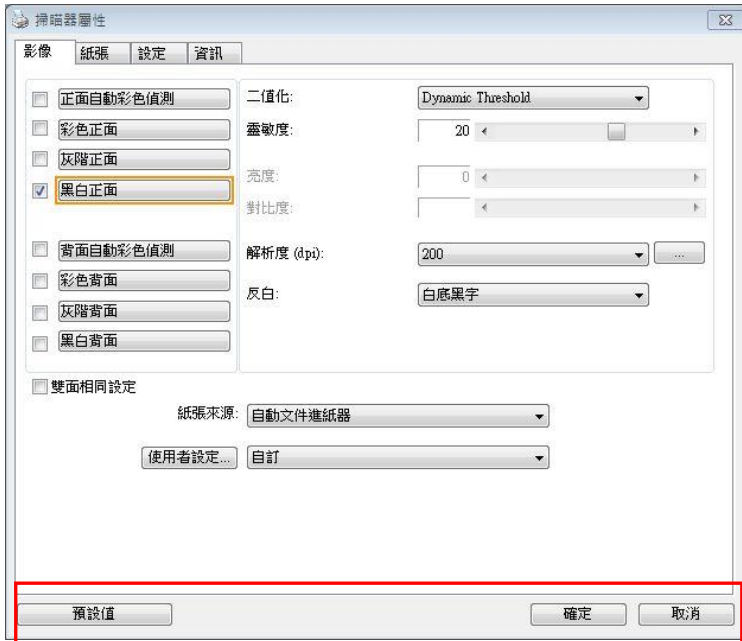 掃瞄器屬性
影像 紙張 設定 資訊
正面自動彩色偵測
彩色正面
灰階正面
黑白正面
背面自動彩色偵測
彩色背面
灰階背面
黑白背面
二值化: Dynamic Threshold
靈敏度: 20
亮度: 0
對比度:
解析度 (dpi): 200 ...
反白: 白底黑字
雙面相同設定
紙張來源: 自動文件進紙器
使用者設定... 自訂
預設值 確定 取消